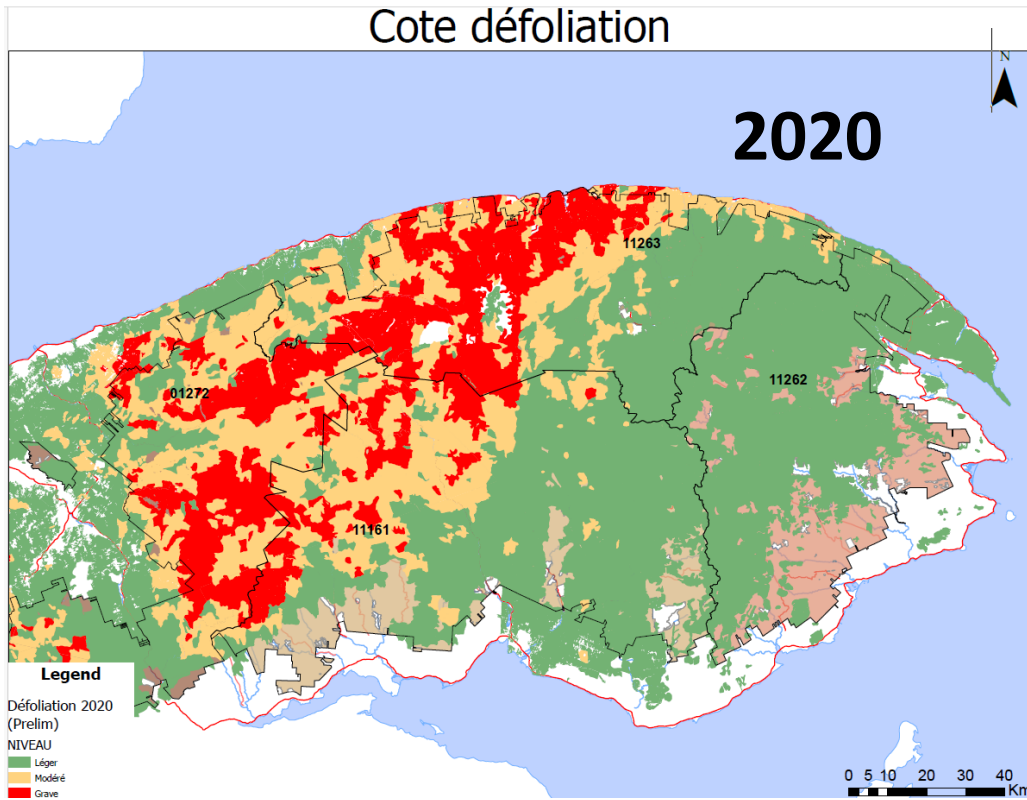 Cote défoliation
N
2020
11263
11262
01272
11161
Legend
Défoliation 2020
(Prelim)
NIVEAU
Léger
Modéré
Grave
0 5 10 20 30 40
Km